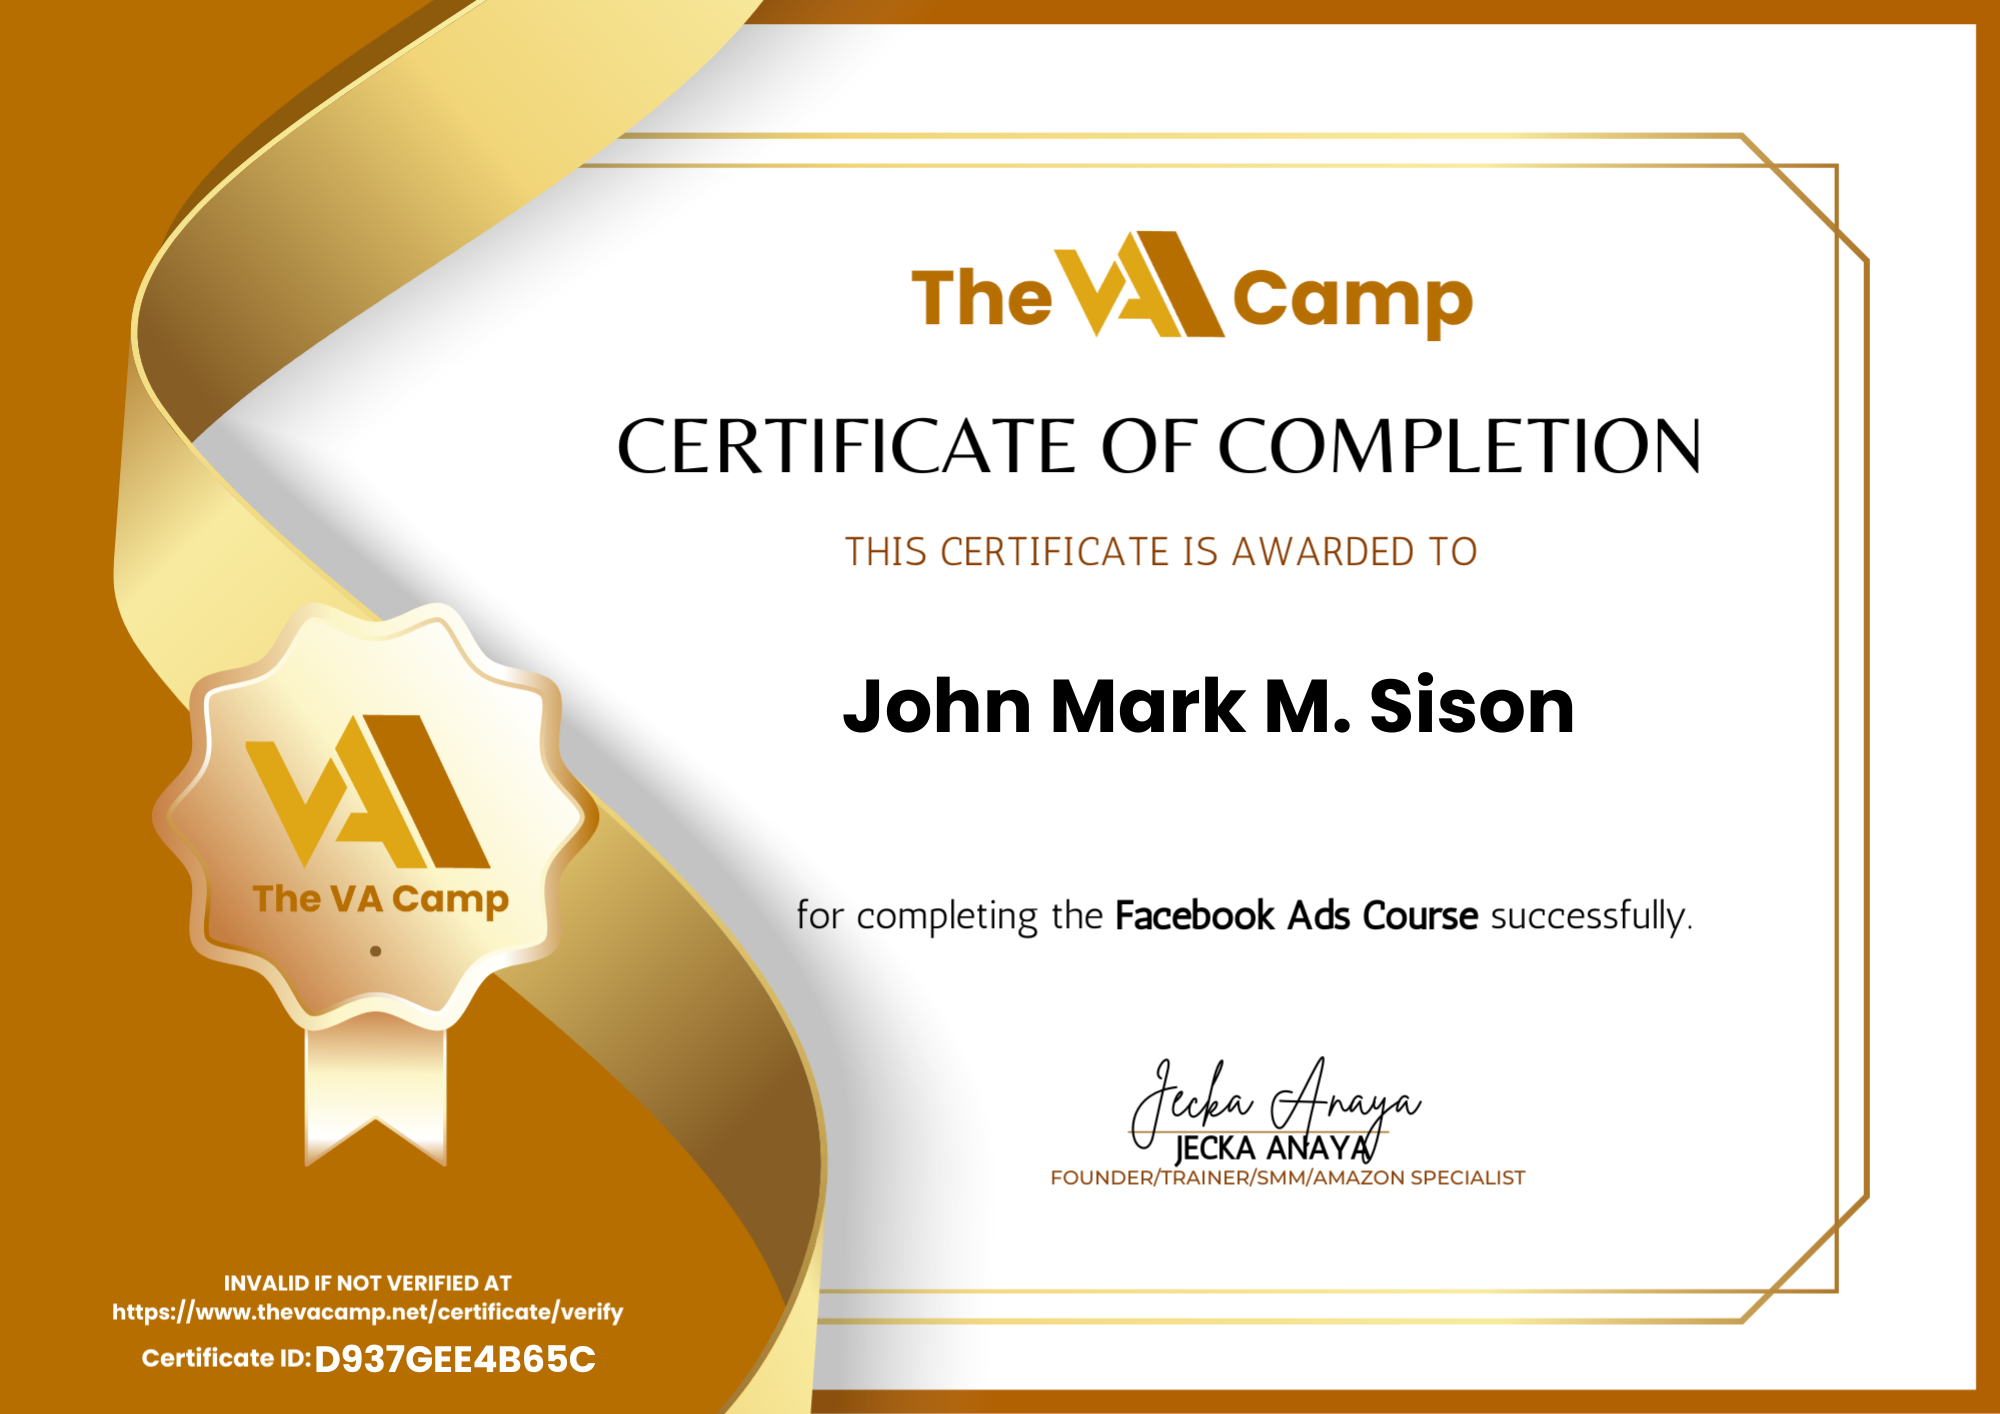 The VA Camp
CERTIFICATE OF COMPLETION
THIS CERTIFICATE IS AWARDED TO
John Mark M. Sison
for completing the Facebook Ads Course successfully.
Jecka Anaya
JECKA ANAYA
FOUNDER/TRAINER/SMM/AMAZON SPECIALIST
VA
The VA Camp
INVALID IF NOT VERIFIED AT
https://www.thevacamp.net/certificate/verify
Certificate ID: D937GEE4B65C